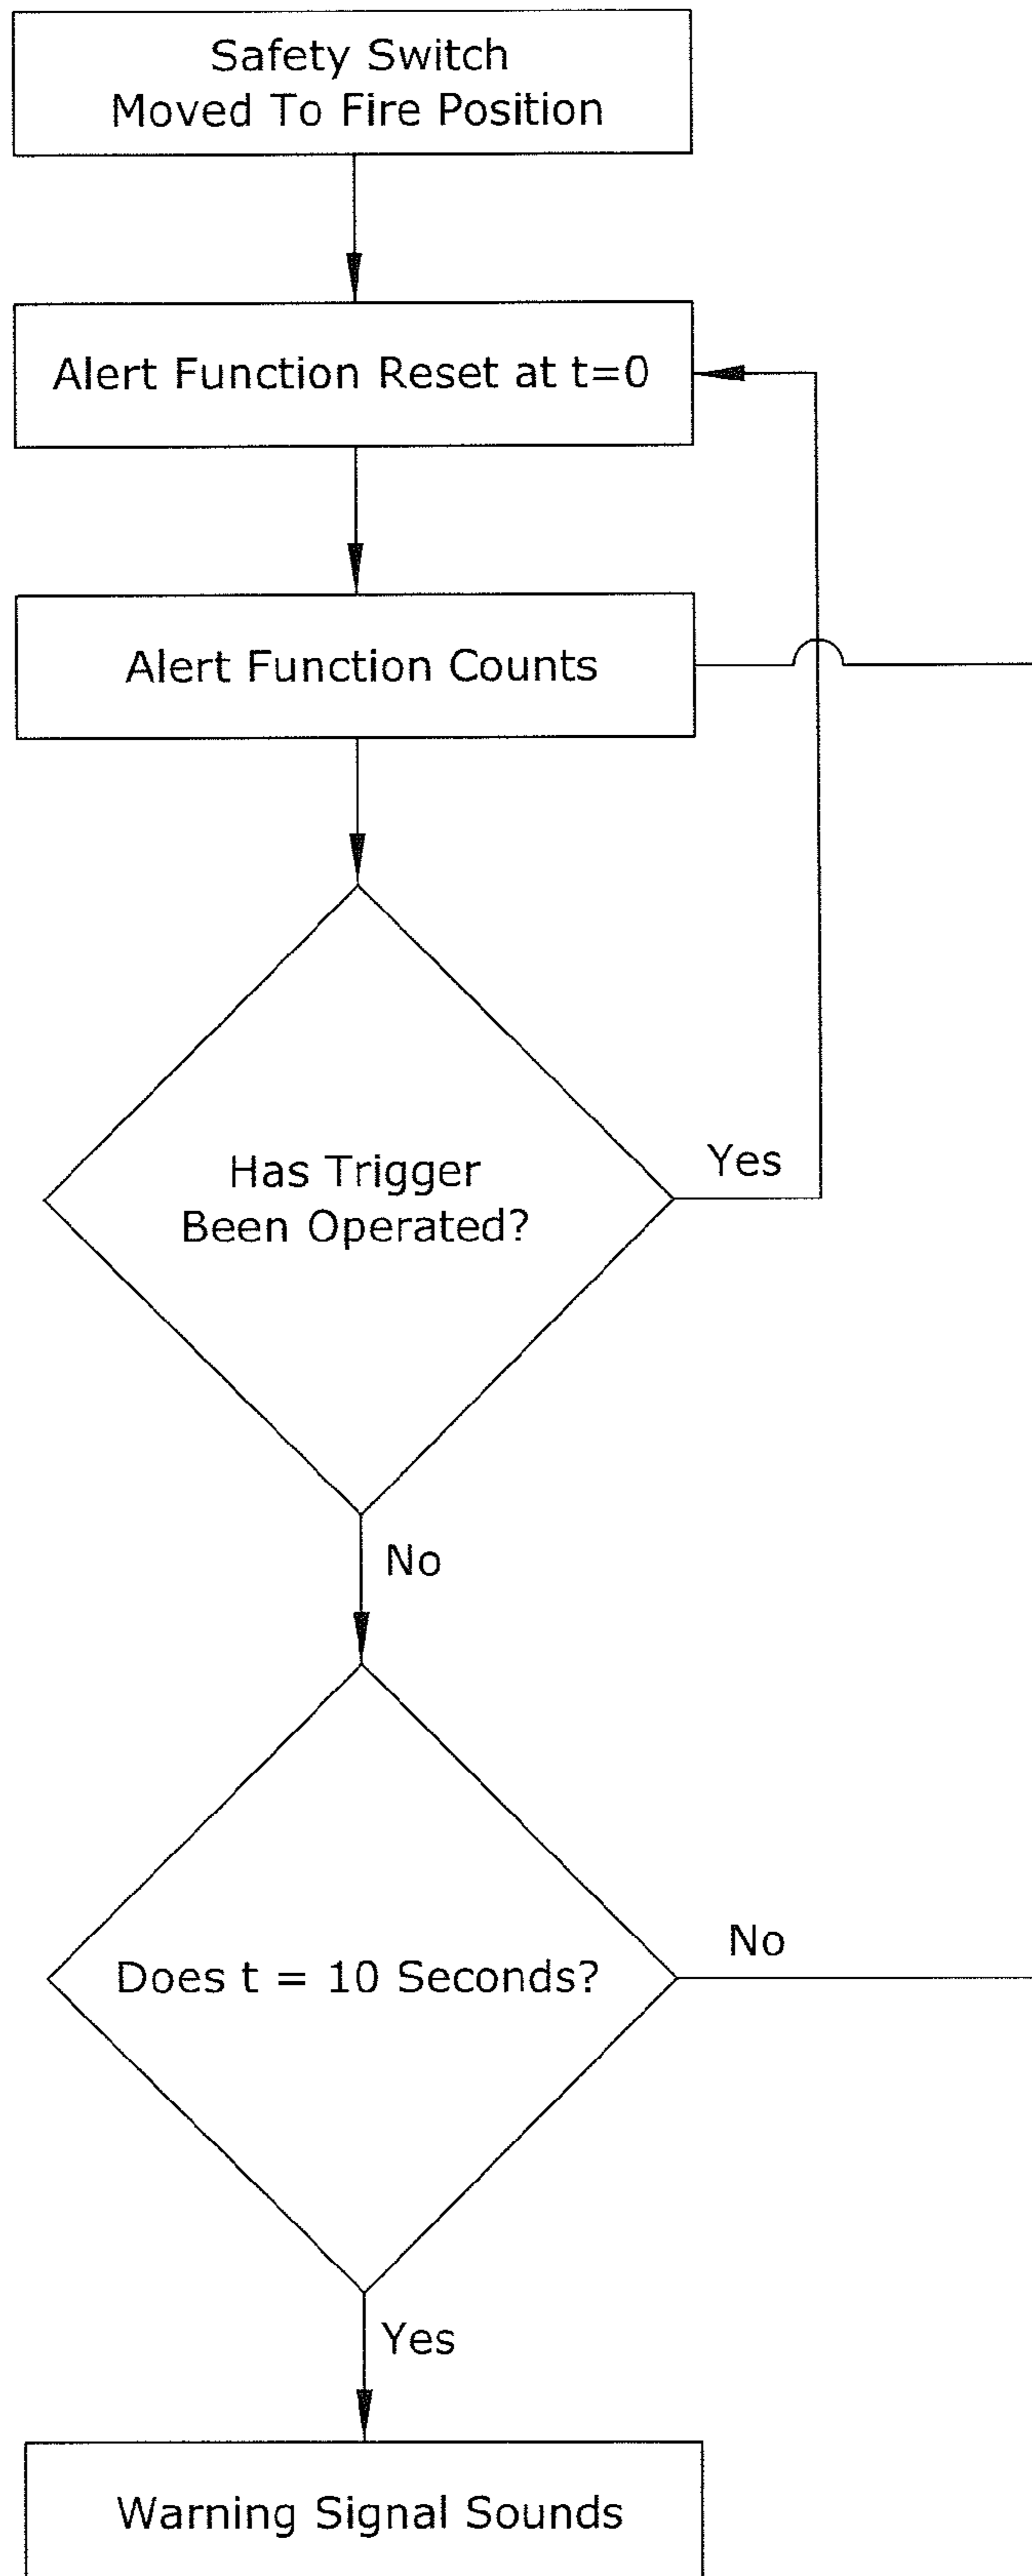 Safety Switch
Moved To Fire Position
Alert Function Reset at t=0
Alert Function Counts
Has Trigger
Been Operated?
Yes
No
Does t = 10 Seconds?
No
Yes
Warning Signal Sounds